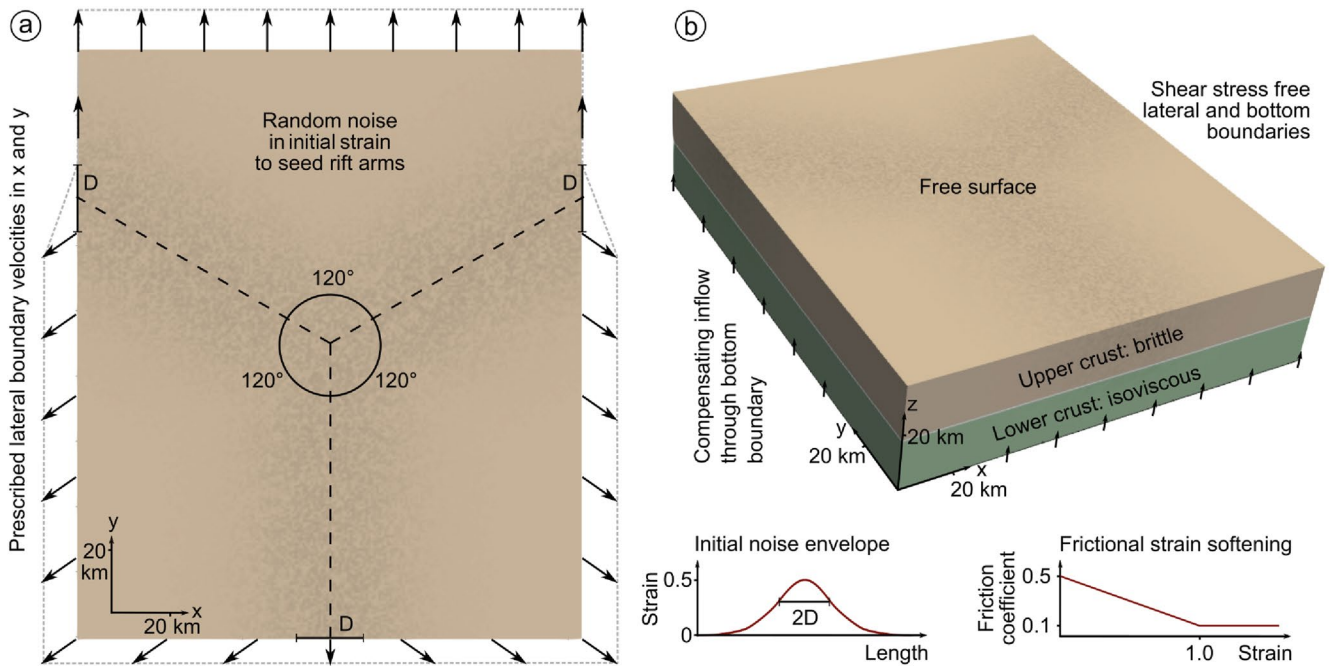 a
Prescribed lateral boundary velocities in x and y
Random noise
in initial strain
to seed rift arms
D
D
120°
120°
120°
y
20
km
x
20 km
D
b
Shear stress free
lateral and bottom
boundaries
Free surface
Compensating inflow
through bottom
boundary
Upper crust: brittle
Lower crust: isoviscous
z
20 km
y
20 km
x
20 km
Initial noise envelope
Strain
0.5
0
2D
Length
Frictional strain softening
Friction
coefficient
0.5
0.1
1.0
Strain